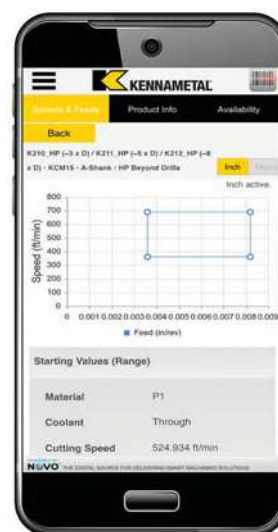 KENNAMETAL
Speeds & Feeds Product Info Availability
Back
K210_HP (~3 x D) / K211_HP (~5 x D) / K212_HP (~8
x D) - KCM15 - A-Shank - HP Beyond Drills
Inch
Inch active
Speed (ft/min)
800
700
600
500
400
300
200
100
0
0 0.001 0.002 0.003 0.004 0.005 0.006 0.007 0.008 0.009
Feed (in/rev)
Starting Values (Range)
Material P1
Coolant Through
Cutting Speed 524.934 ft/min
NOVO THE DIGITAL SOURCE FOR DELIVERING SMART MACHINING SOLUTIONS